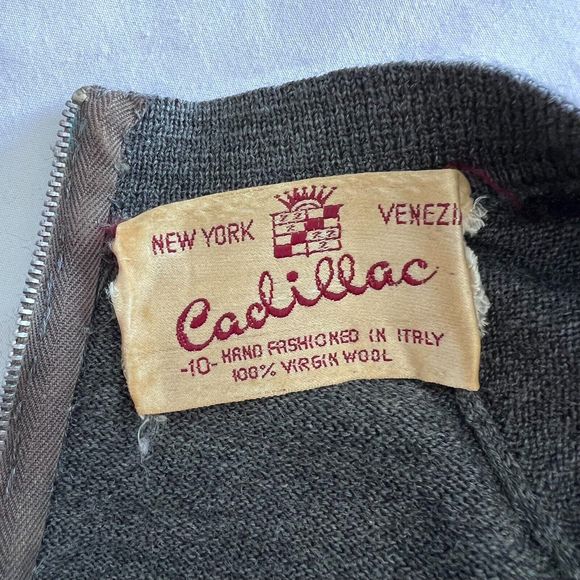 NEW YORK VENEZI
Cadillac
-10- HAND FASHIONED IN ITALY
100% VIRGIN WOOL